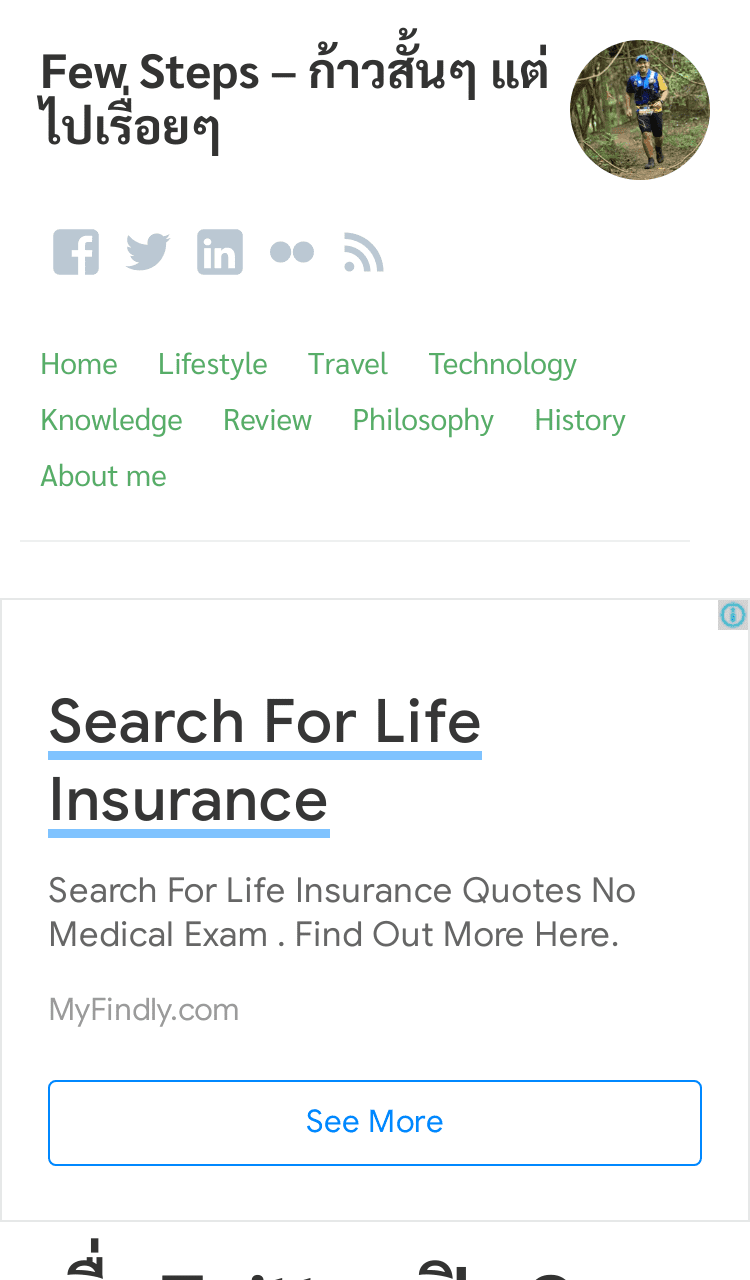 Few Steps – ก้าวสั้นๆ แต่
ไปเรื่อยๆ
Home Lifestyle Travel Technology
Knowledge Review Philosophy History
About me
Search For Life
Insurance
Search For Life Insurance Quotes No
Medical Exam . Find Out More Here.
MyFindly.com
See More